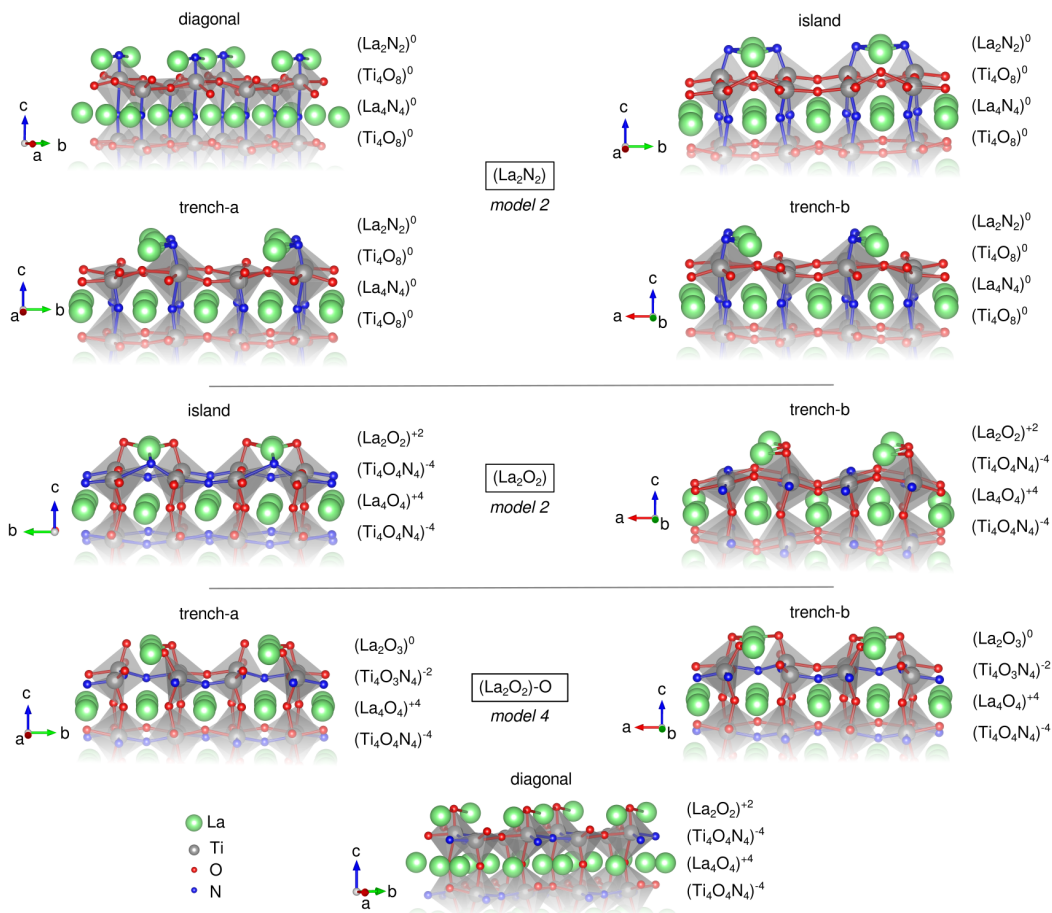 diagonal
(La₂N₂)⁰
(Ti₄O₈)⁰
(La₄N₄)⁰
(Ti₄O₈)⁰
c
a
b
island
(La₂N₂)⁰
(Ti₄O₈)⁰
(La₄N₄)⁰
(Ti₄O₈)⁰
c
a
b
(La₂N₂)
model 2
trench-a
(La₂N₂)⁰
(Ti₄O₈)⁰
(La₄N₄)⁰
(Ti₄O₈)⁰
c
a
b
trench-b
(La₂N₂)⁰
(Ti₄O₈)⁰
(La₄N₄)⁰
(Ti₄O₈)⁰
c
a
b
island
(La₂O₂)⁺²
(Ti₄O₄N₄)⁻⁴
(La₄O₄)⁺⁴
(Ti₄O₄N₄)⁻⁴
c
b
(La₂O₂)
model 2
trench-b
(La₂O₂)⁺²
(Ti₄O₄N₄)⁻⁴
(La₄O₄)⁺⁴
(Ti₄O₄N₄)⁻⁴
c
a
b
trench-a
(La₂O₃)⁰
(Ti₄O₃N₄)⁻²
(La₄O₄)⁺⁴
(Ti₄O₄N₄)⁻⁴
c
a
b
(La₂O₂)-O
model 4
trench-b
(La₂O₃)⁰
(Ti₄O₃N₄)⁻²
(La₄O₄)⁺⁴
(Ti₄O₄N₄)⁻⁴
c
a
b
diagonal
(La₂O₂)⁺²
(Ti₄O₄N₄)⁻⁴
(La₄O₄)⁺⁴
(Ti₄O₄N₄)⁻⁴
c
a
b
La
Ti
O
N